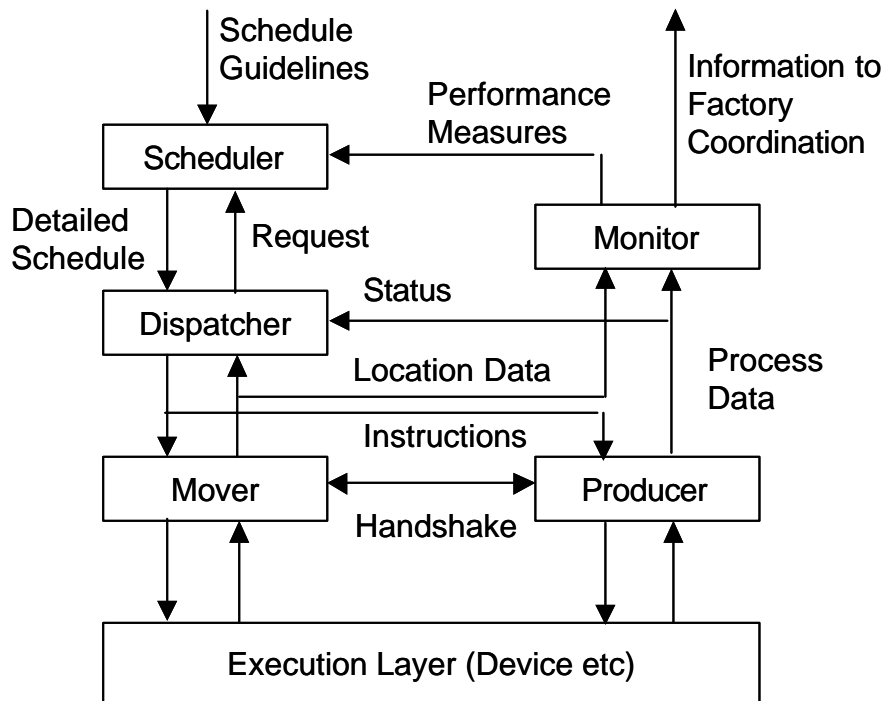 Schedule
Guidelines
Information to
Factory
Coordination
Performance
Measures
Scheduler
Detailed
Schedule
Request
Monitor
Status
Dispatcher
Location Data
Process
Data
Instructions
Mover
Producer
Handshake
Execution Layer (Device etc)